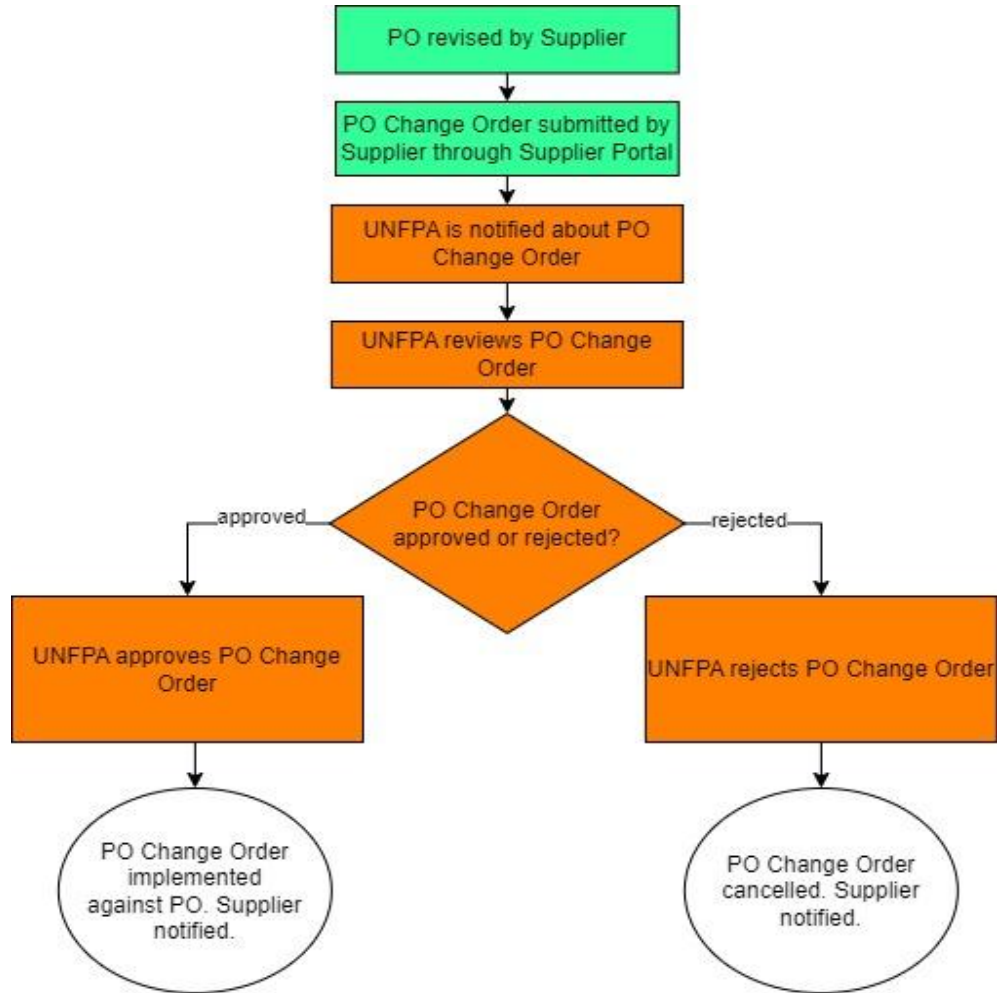 PO revised by Supplier
PO Change Order submitted by
Supplier through Supplier Portal
UNFPA is notified about PO
Change Order
UNFPA reviews PO Change
Order
PO Change Order
approved or rejected?
approved
rejected
UNFPA approves PO Change
Order
UNFPA rejects PO Change Order
PO Change Order
implemented
against PO. Supplier
notified.
PO Change Order
cancelled. Supplier
notified.